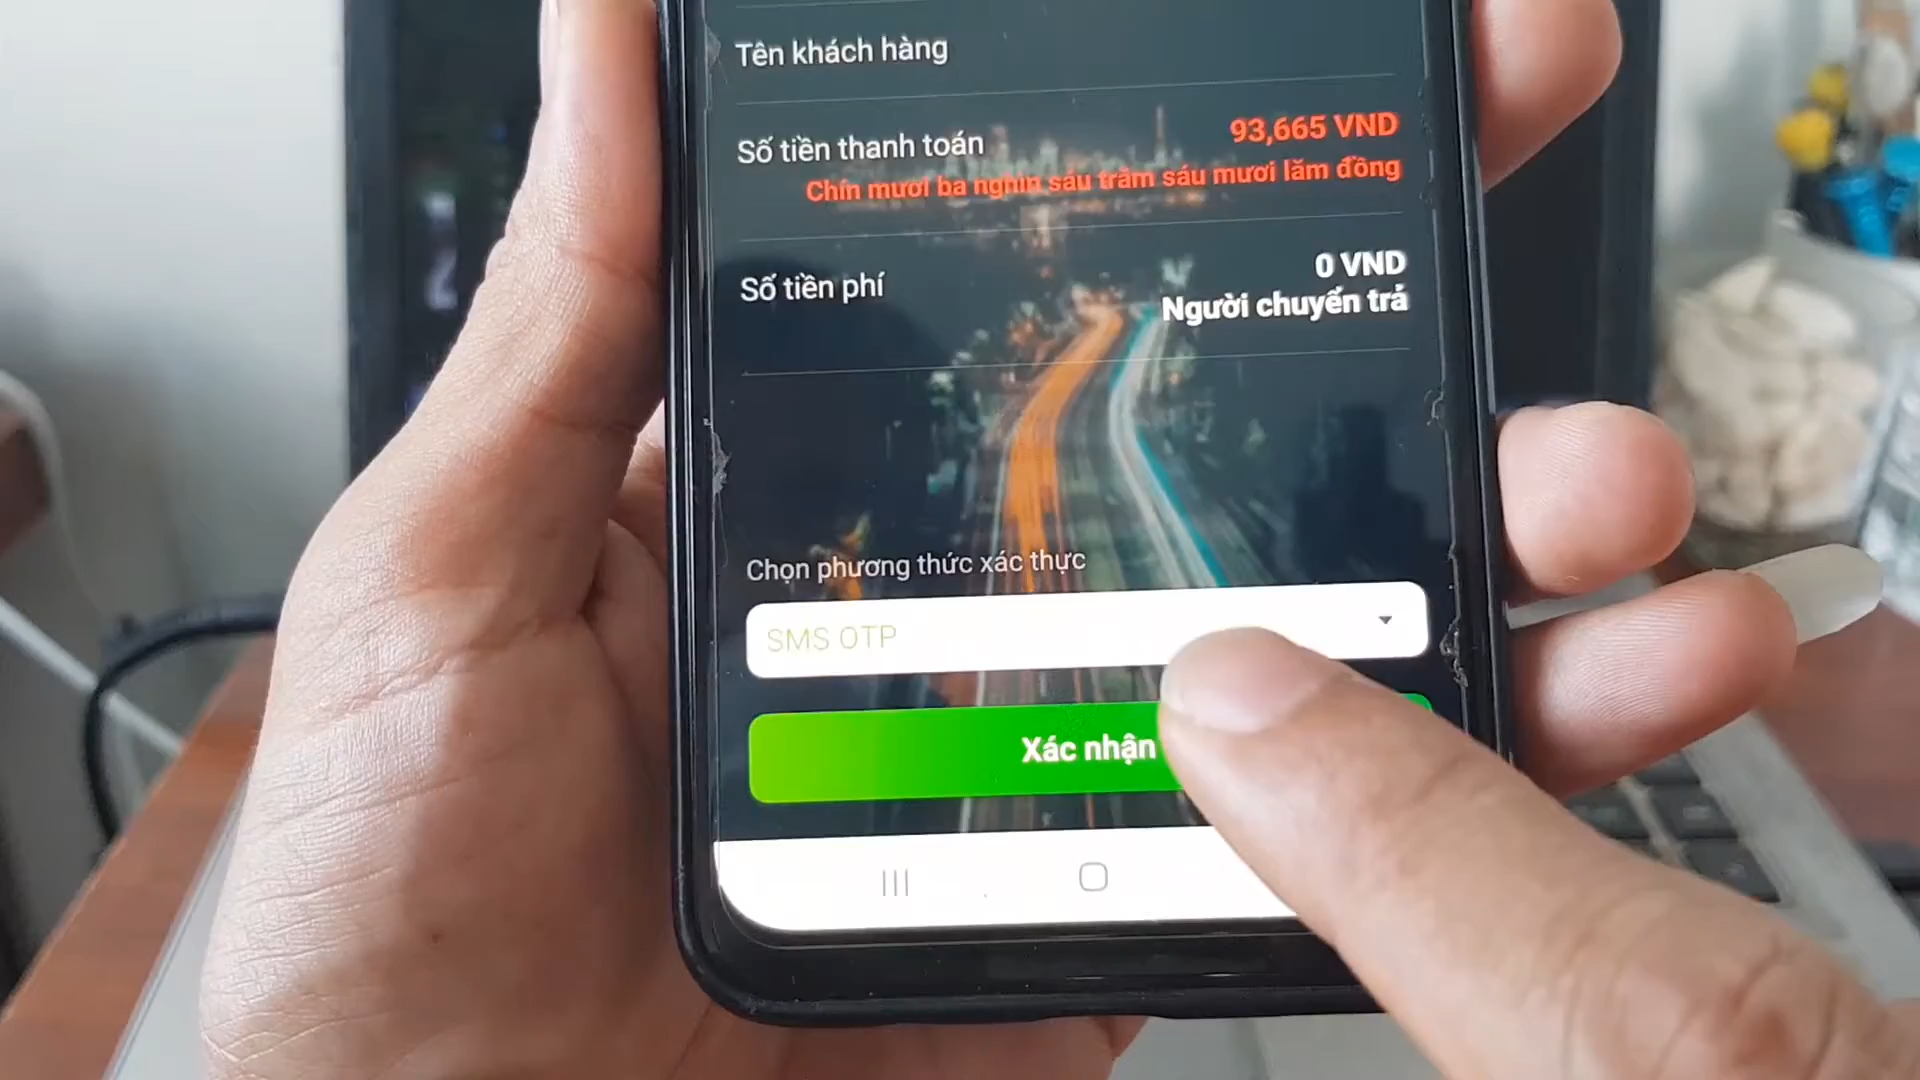 Tên khách hàng
Số tiền thanh toán
93,665 VND
Chín mươi ba nghìn sáu trăm sáu mươi lăm đồng
Số tiền phí
0 VND
Người chuyển trả
Chọn phương thức xác thực
SMS OTP
Xác nhận